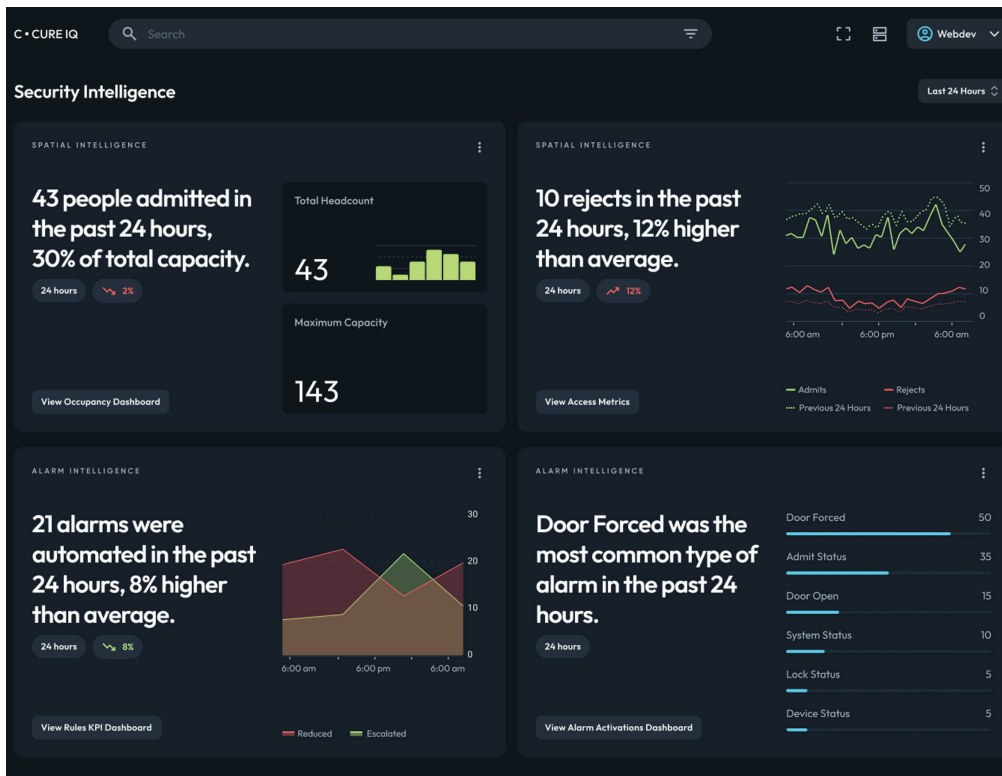 C•CURE IQ
Search
Webdev
Security Intelligence
Last 24 Hours
SPATIAL INTELLIGENCE
43 people admitted in
the past 24 hours,
30% of total capacity.
24 hours
2%
Total Headcount
43
Maximum Capacity
143
View Occupancy Dashboard
SPATIAL INTELLIGENCE
10 rejects in the past
24 hours, 12% higher
than average.
24 hours
12%
50
40
30
20
10
0
6:00 am
6:00 pm
6:00 am
Admits
Rejects
Previous 24 Hours
Previous 24 Hours
View Access Metrics
ALARM INTELLIGENCE
21 alarms were
automated in the past
24 hours, 8% higher
than average.
24 hours
8%
30
20
10
0
6:00 am
6:00 pm
6:00 am
Reduced
Escalated
View Rules KPI Dashboard
ALARM INTELLIGENCE
Door Forced was the
most common type of
alarm in the past 24
hours.
24 hours
Door Forced 50
Admit Status 35
Door Open 15
System Status 10
Lock Status 5
Device Status 5
View Alarm Activations Dashboard